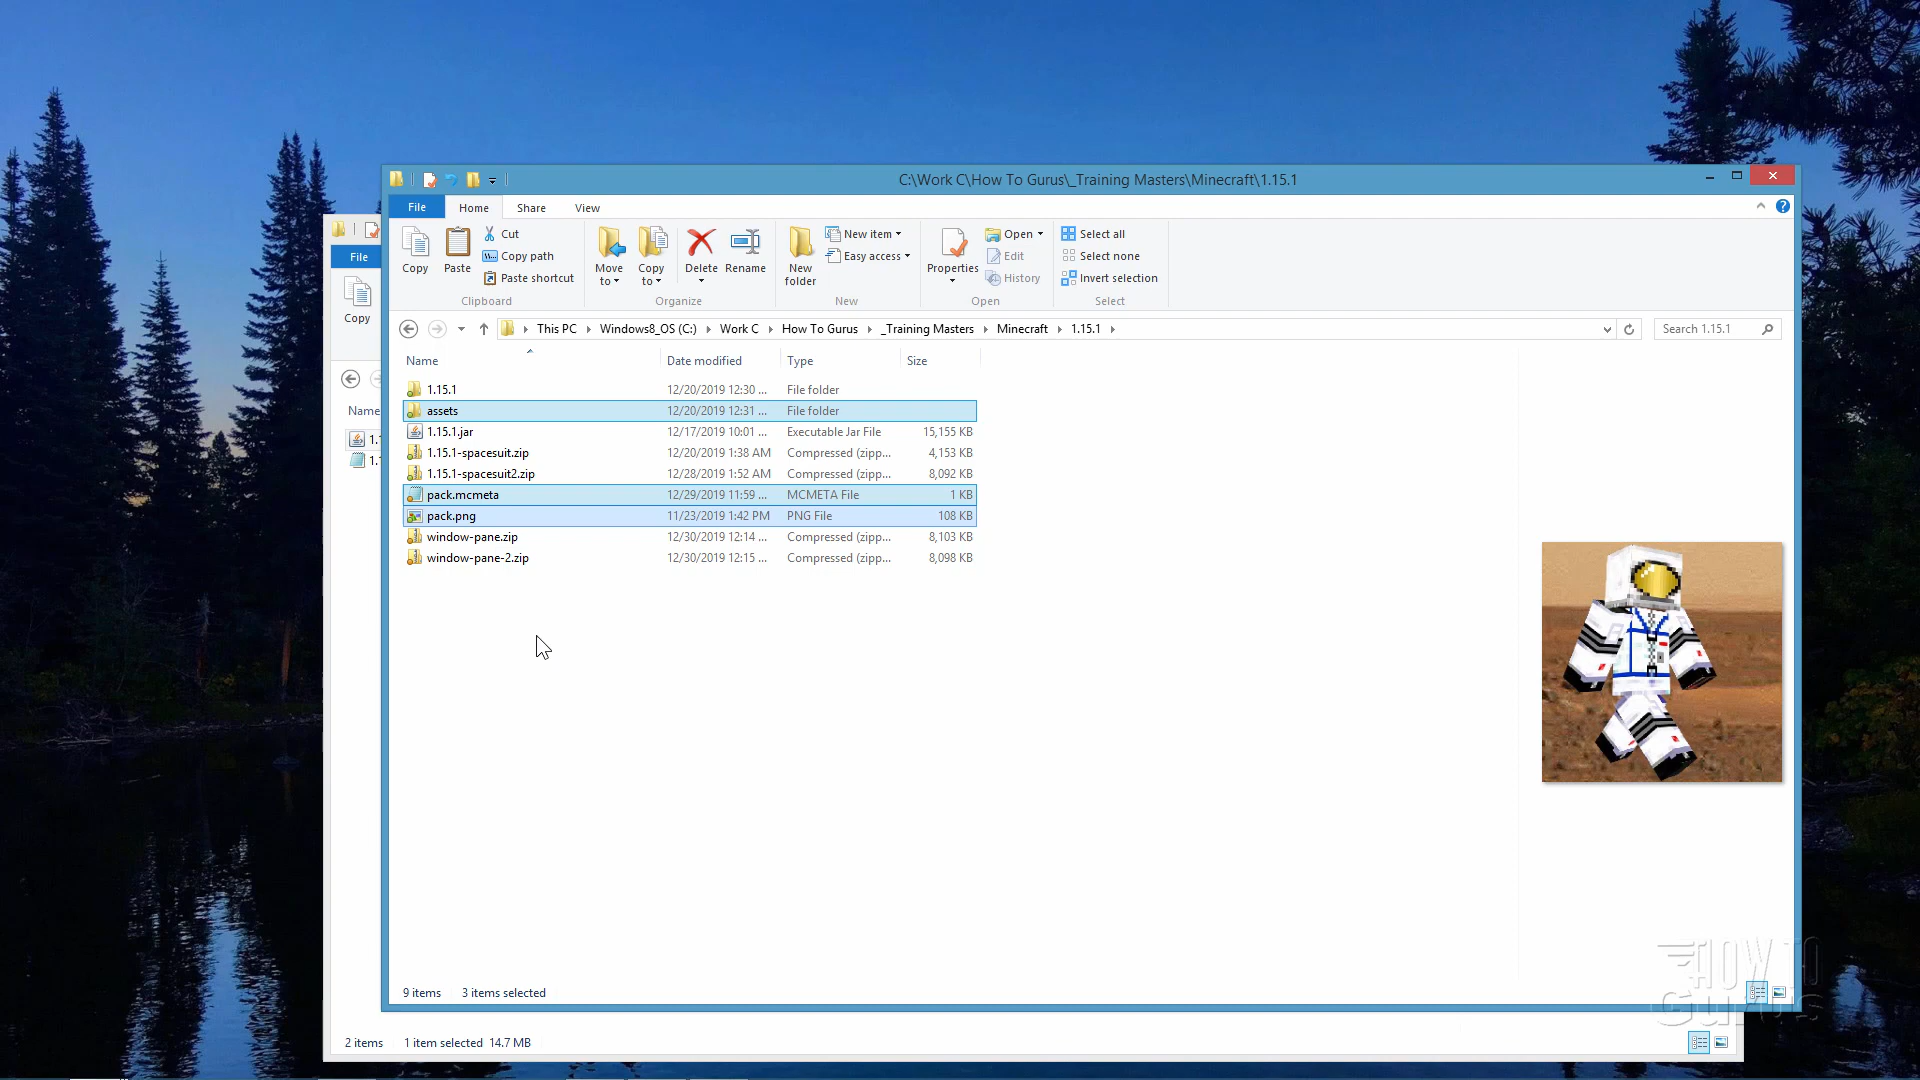 C:\Work C\How To Gurus\_Training Masters\Minecraft\1.15.1
File Home Share View
Copy
Paste
Cut
Copy path
Paste shortcut
Clipboard
Move to
Copy to
Delete
Rename
Organize
New folder
New item
Easy access
New
Properties
Open
Edit
History
Open
Select all
Select none
Invert selection
Select
This PC Windows8_OS (C:) Work C How To Gurus _Training Masters Minecraft 1.15.1
Search 1.15.1
Name Date modified Type Size
1.15.1 12/20/2019 12:30 ... File folder
assets 12/20/2019 12:31 ... File folder
1.15.1.jar 12/17/2019 10:01 ... Executable Jar File 15,155 KB
1.15.1-spacesuit.zip 12/20/2019 1:38 AM Compressed (zipp... 4,153 KB
1.15.1-spacesuit2.zip 12/28/2019 1:52 AM Compressed (zipp... 8,092 KB
pack.mcmeta 12/29/2019 11:59 ... MCMETA File 1 KB
pack.png 11/23/2019 1:42 PM PNG File 108 KB
window-pane.zip 12/30/2019 12:14 ... Compressed (zipp... 8,103 KB
window-pane-2.zip 12/30/2019 12:15 ... Compressed (zipp... 8,098 KB
9 items 3 items selected
File
Copy
Name
1.
1.
2 items 1 item selected 14.7 MB
HOW TO
GURUS